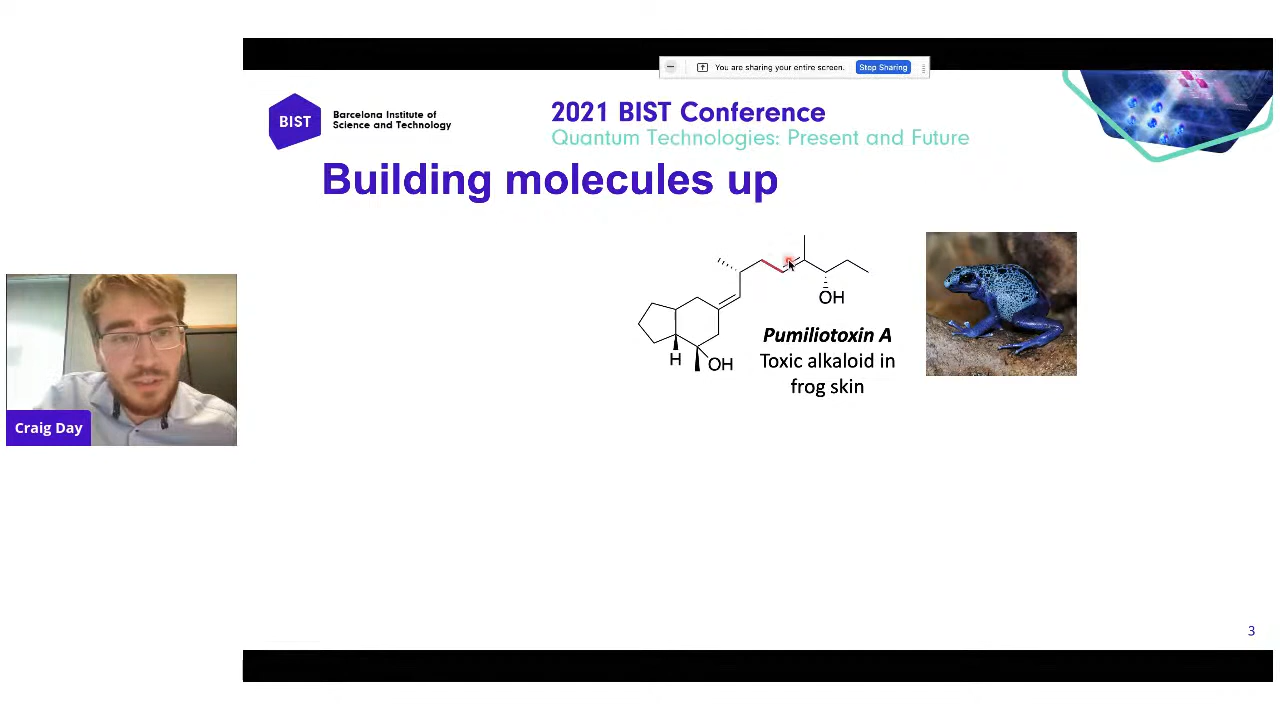 You are sharing your entire screen.
Stop Sharing
BIST
Barcelona Institute of
Science and Technology
2021 BIST Conference
Quantum Technologies: Present and Future
Building molecules up
OH
H
OH
Pumiliotoxin A
Toxic alkaloid in
frog skin
Craig Day
3